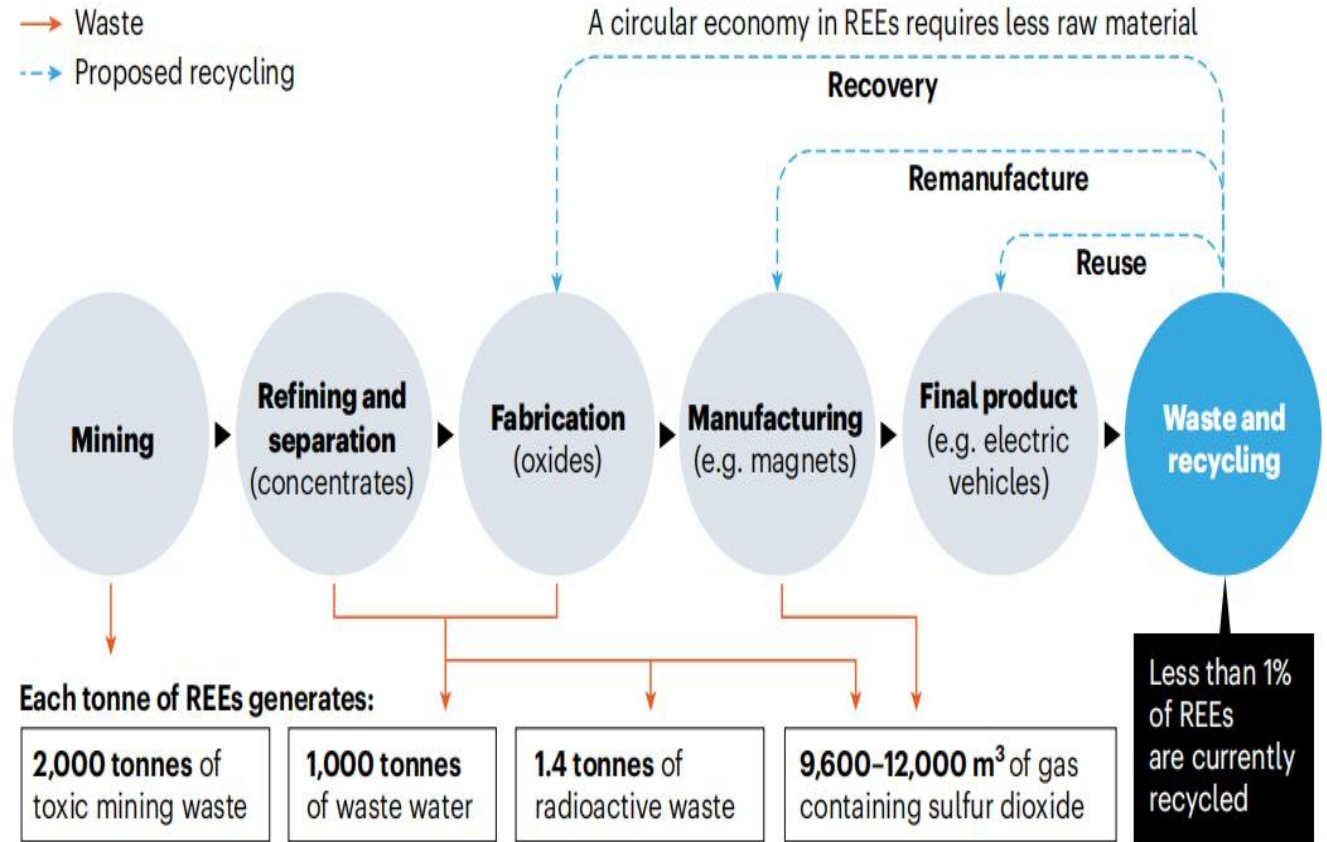 Waste
Proposed recycling
A circular economy in REEs requires less raw material
Recovery
Remanufacture
Reuse
Mining
Refining and
separation
(concentrates)
Fabrication
(oxides)
Manufacturing
(e.g. magnets)
Final product
(e.g. electric
vehicles)
Waste and
recycling
Each tonne of REEs generates:
2,000 tonnes of
toxic mining waste
1,000 tonnes
of waste water
1.4 tonnes of
radioactive waste
9,600–12,000 m³ of gas
containing sulfur dioxide
Less than 1%
of REEs
are currently
recycled